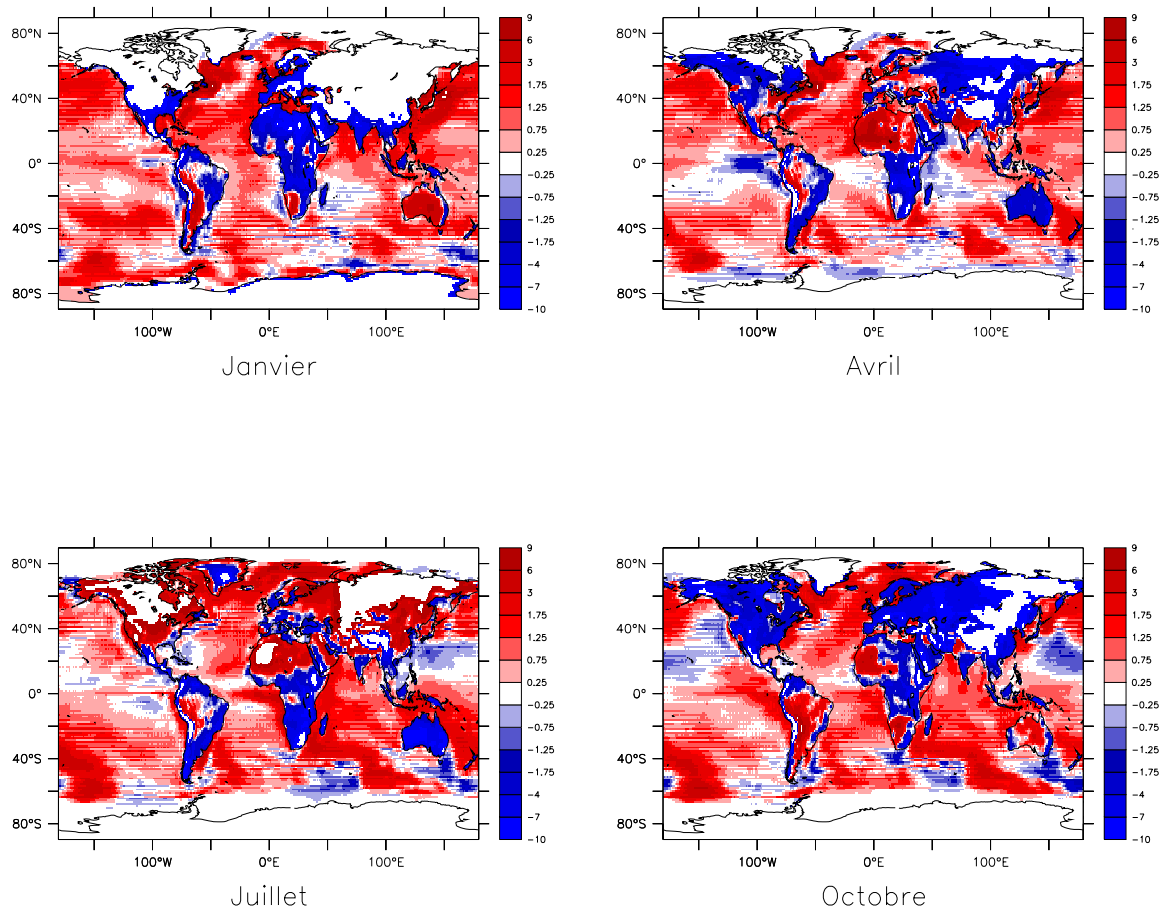 80°N
40°N
0°
40°S
80°S
100°W
0°E
100°E
9
6
3
1.75
1.25
0.75
0.25
−0.25
−0.75
−1.25
−1.75
−4
−7
−10
Janvier
80°N
40°N
0°
40°S
80°S
100°W
0°E
100°E
9
6
3
1.75
1.25
0.75
0.25
−0.25
−0.75
−1.25
−1.75
−4
−7
−10
Avril
80°N
40°N
0°
40°S
80°S
100°W
0°E
100°E
9
6
3
1.75
1.25
0.75
0.25
−0.25
−0.75
−1.25
−1.75
−4
−7
−10
Juillet
80°N
40°N
0°
40°S
80°S
100°W
0°E
100°E
9
6
3
1.75
1.25
0.75
0.25
−0.25
−0.75
−1.25
−1.75
−4
−7
−10
Octobre